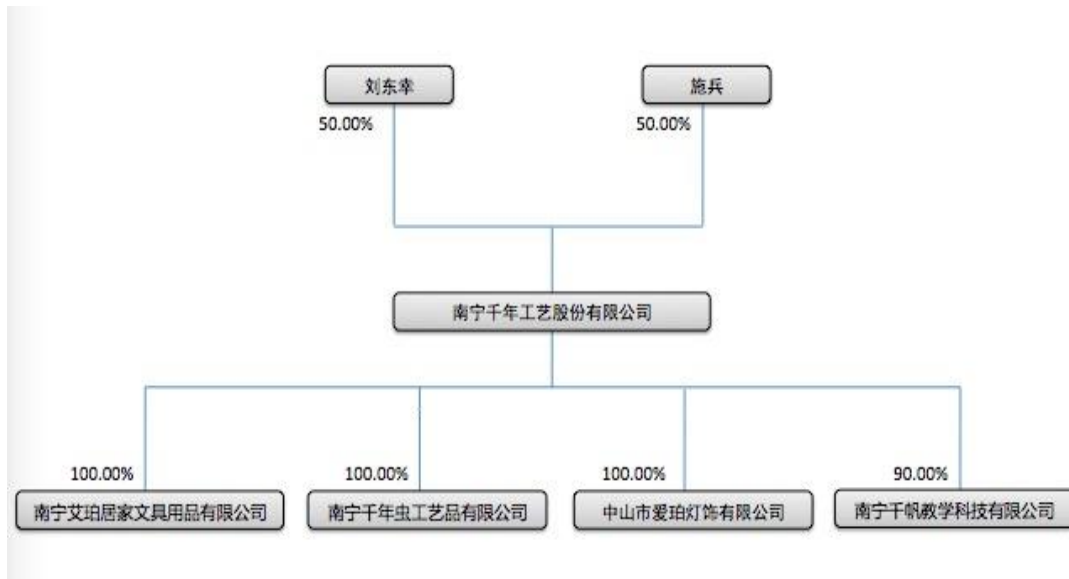 刘东幸
施兵
50.00%
50.00%
南宁千年工艺股份有限公司
100.00%
100.00%
100.00%
90.00%
南宁艾珀居家文具用品有限公司
南宁千年虫工艺品有限公司
中山市爱珀灯饰有限公司
南宁千帆教学科技有限公司